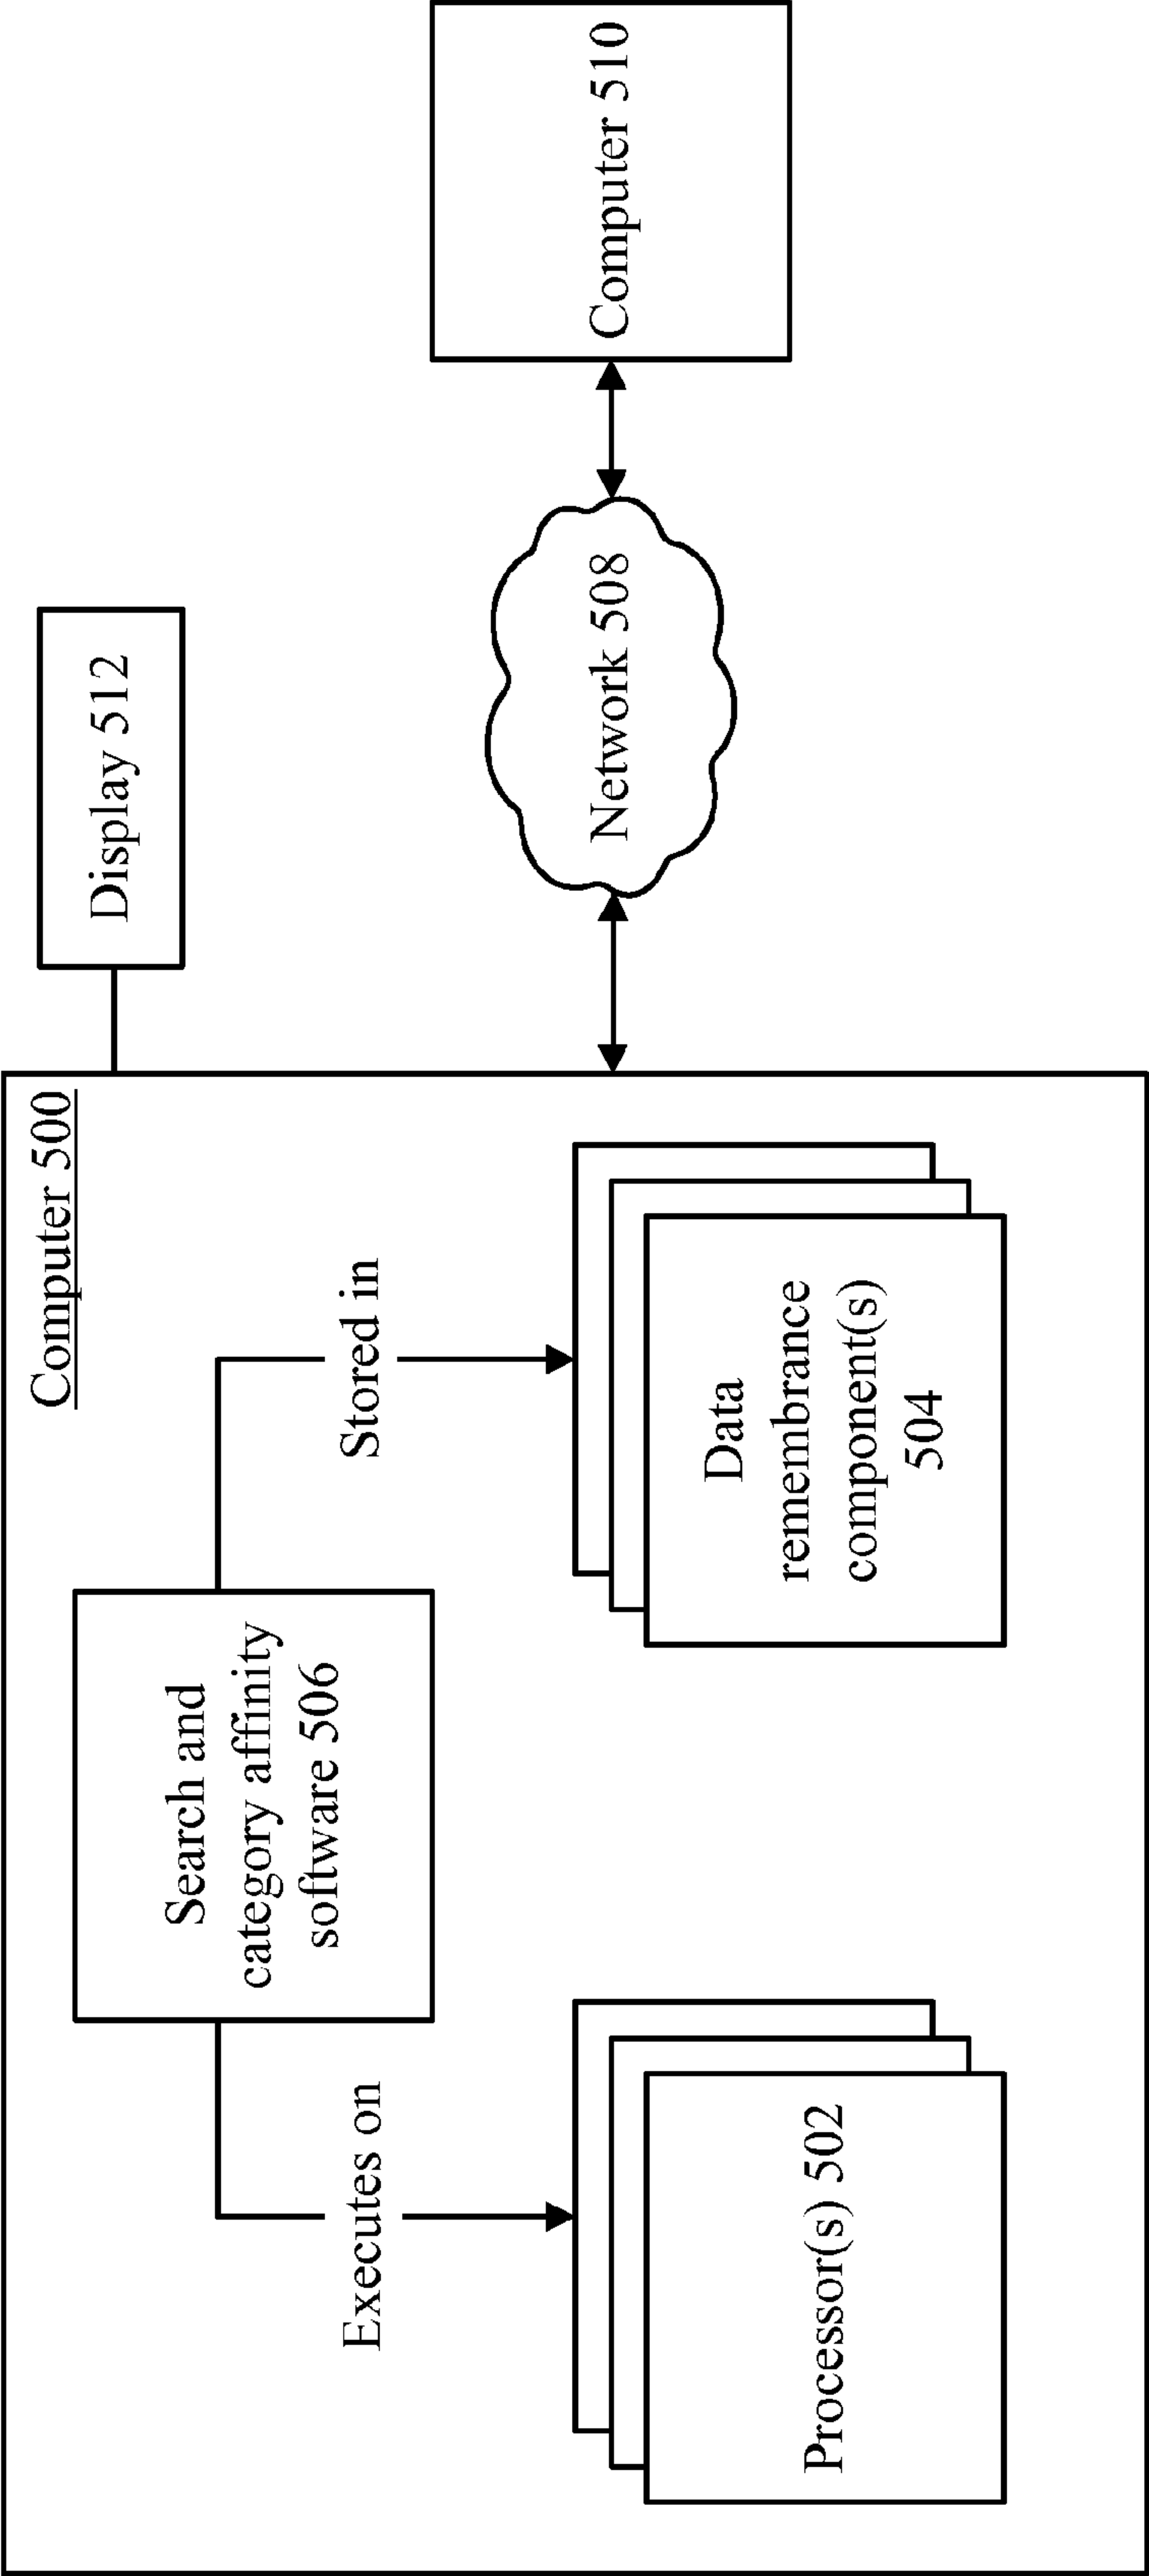 Computer 500
Search and
category affinity
software 506
Executes on
Stored in
Processor(s) 502
Data
remembrance
component(s)
504
Display 512
Network 508
Computer 510